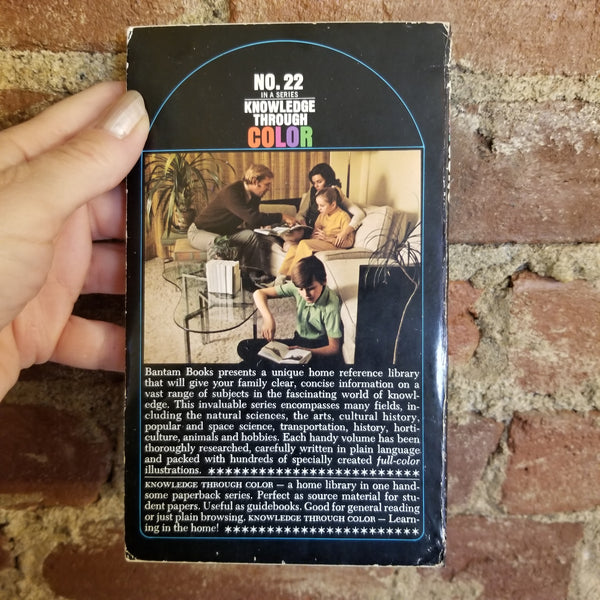 NO. 22
IN A SERIES
KNOWLEDGE
THROUGH
COLOR
Bantam Books presents a unique home reference library
that will give your family clear, concise information on a
vast range of subjects in the fascinating world of knowl-
edge. This invaluable series encompasses many fields, in-
cluding the natural sciences, the arts, cultural history,
popular and space science, transportation, history, horti-
culture, animals and hobbies. Each handy volume has been
thoroughly researched, carefully written in plain language
and packed with hundreds of specially created full-color
illustrations. ************************
KNOWLEDGE THROUGH COLOR — a home library in one hand-
some paperback series. Perfect as source material for stu-
dent papers. Useful as guidebooks. Good for general reading
or just plain browsing. KNOWLEDGE THROUGH COLOR — Learn-
ing in the home! **********************